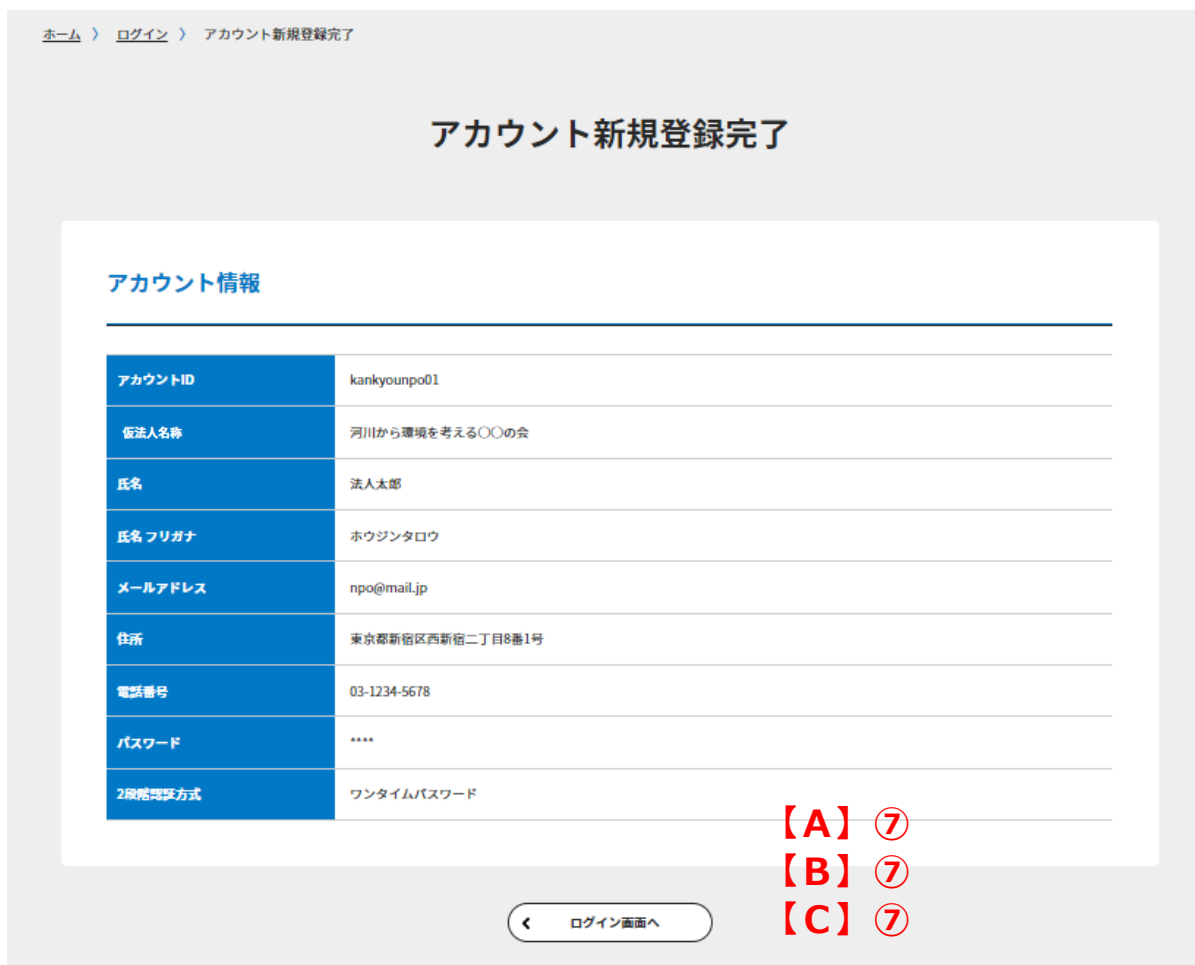 ホーム 〉 ログイン 〉 アカウント新規登録完了
アカウント新規登録完了
アカウント情報
アカウントID kankyounpo01
仮法人名称 河川から環境を考える〇〇の会
氏名 法人太郎
氏名 フリガナ ホウジンタロウ
メールアドレス npo@mail.jp
住所 東京都新宿区西新宿二丁目8番1号
電話番号 03-1234-5678
パスワード ****
2段階認証方式 ワンタイムパスワード
【A】⑦
【B】⑦
ログイン画面へ 【C】⑦